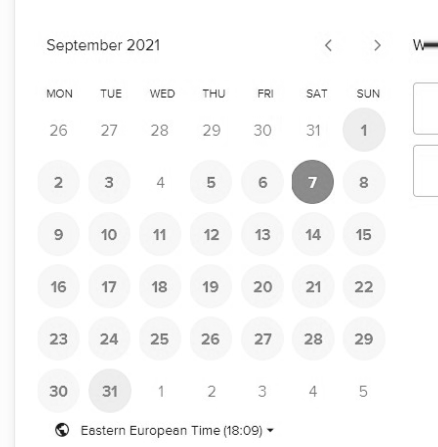 September 2021
MON TUE WED THU FRI SAT SUN
26 27 28 29 30 31 1
2 3 4 5 6 7 8
9 10 11 12 13 14 15
16 17 18 19 20 21 22
23 24 25 26 27 28 29
30 31 1 2 3 4 5
Eastern European Time (18:09)